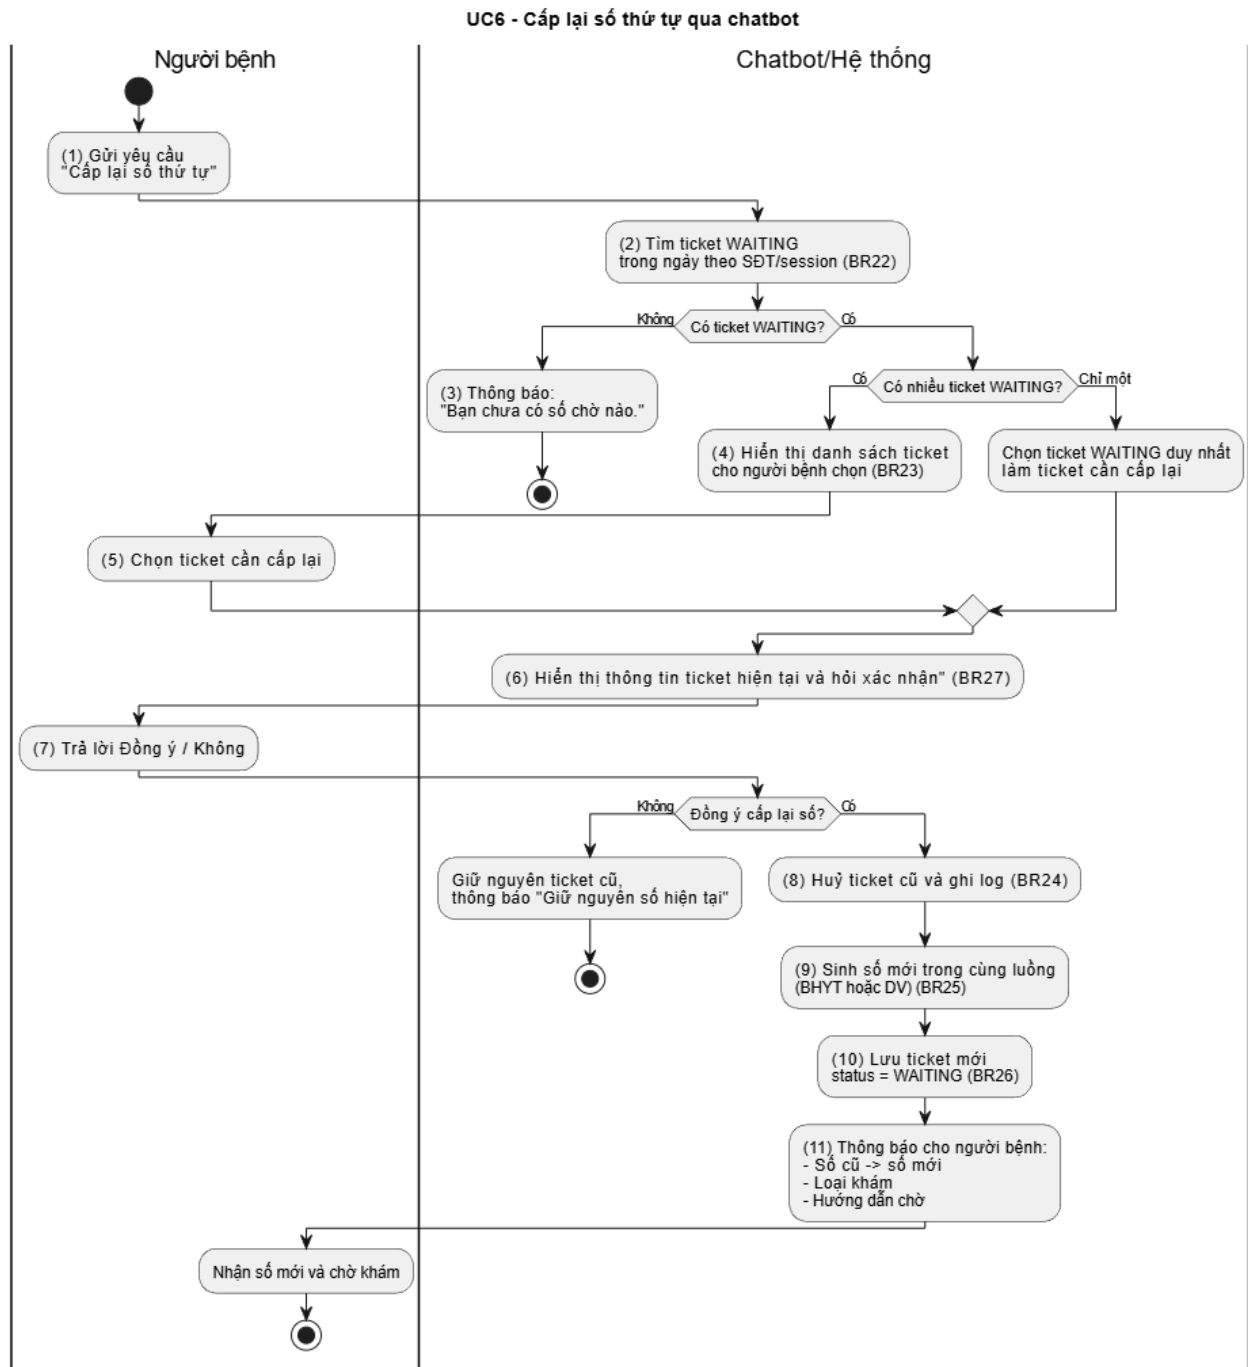 UC6 - Cấp lại số thứ tự qua chatbot
Người bệnh
Chatbot/Hệ thống
(1) Gửi yêu cầu
"Cấp lại số thứ tự"
(2) Tìm ticket WAITING
trong ngày theo SĐT/session (BR22)
Có ticket WAITING?
Không
Có
(3) Thông báo:
"Bạn chưa có số chờ nào."
Có nhiều ticket WAITING?
Có
Chỉ một
(4) Hiển thị danh sách ticket
cho người bệnh chọn (BR23)
Chọn ticket WAITING duy nhất
làm ticket cần cấp lại
(5) Chọn ticket cần cấp lại
(6) Hiển thị thông tin ticket hiện tại và hỏi xác nhận" (BR27)
(7) Trả lời Đồng ý / Không
Đồng ý cấp lại số?
Không
Có
Giữ nguyên ticket cũ,
thông báo "Giữ nguyên số hiện tại"
(8) Huỷ ticket cũ và ghi log (BR24)
(9) Sinh số mới trong cùng luồng
(BHYT hoặc DV) (BR25)
(10) Lưu ticket mới
status = WAITING (BR26)
(11) Thông báo cho người bệnh:
- Số cũ -> số mới
- Loại khám
- Hướng dẫn chờ
Nhận số mới và chờ khám